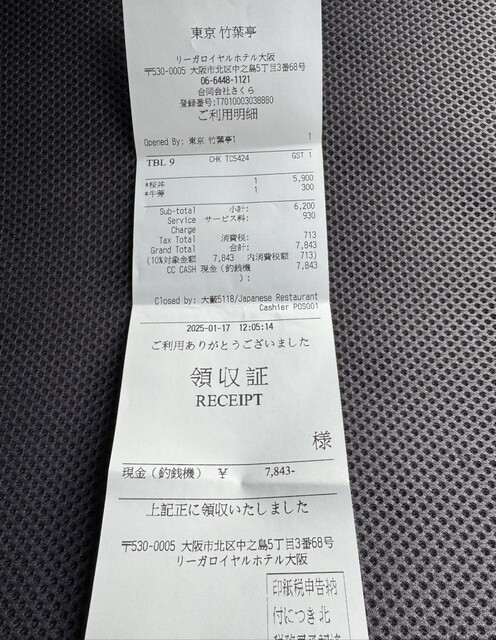 東京 竹葉亭
リーガロイヤルホテル大阪
〒530-0005 大阪市北区中之島5丁目3番68号
06-6448-1121
合同会社さくら
登録番号:T7010003038880
ご利用明細
Opened By: 東京 竹葉亭1 1
TBL 9 CHK TC5424 GST 1
*桜丼 1 5,900
*牛蒡 1 300
Sub-total 小計: 6,200
Service サービス料: 930
Charge
Tax Total 消費税: 713
Grand Total 合計: 7,843
(10%対象金額 7,843 内消費税額 713)
CC CASH 現金(釣銭機 7,843
):
Closed by: 大藪5118/Japanese Restaurant
Cashier POS001
2025-01-17 12:05:14
ご利用ありがとうございました
領収証
RECEIPT
様
現金(釣銭機) ¥ 7,843-
上記正に領収いたしました
〒530-0005 大阪市北区中之島5丁目3番68号
リーガロイヤルホテル大阪
印紙税申告納
付につき北